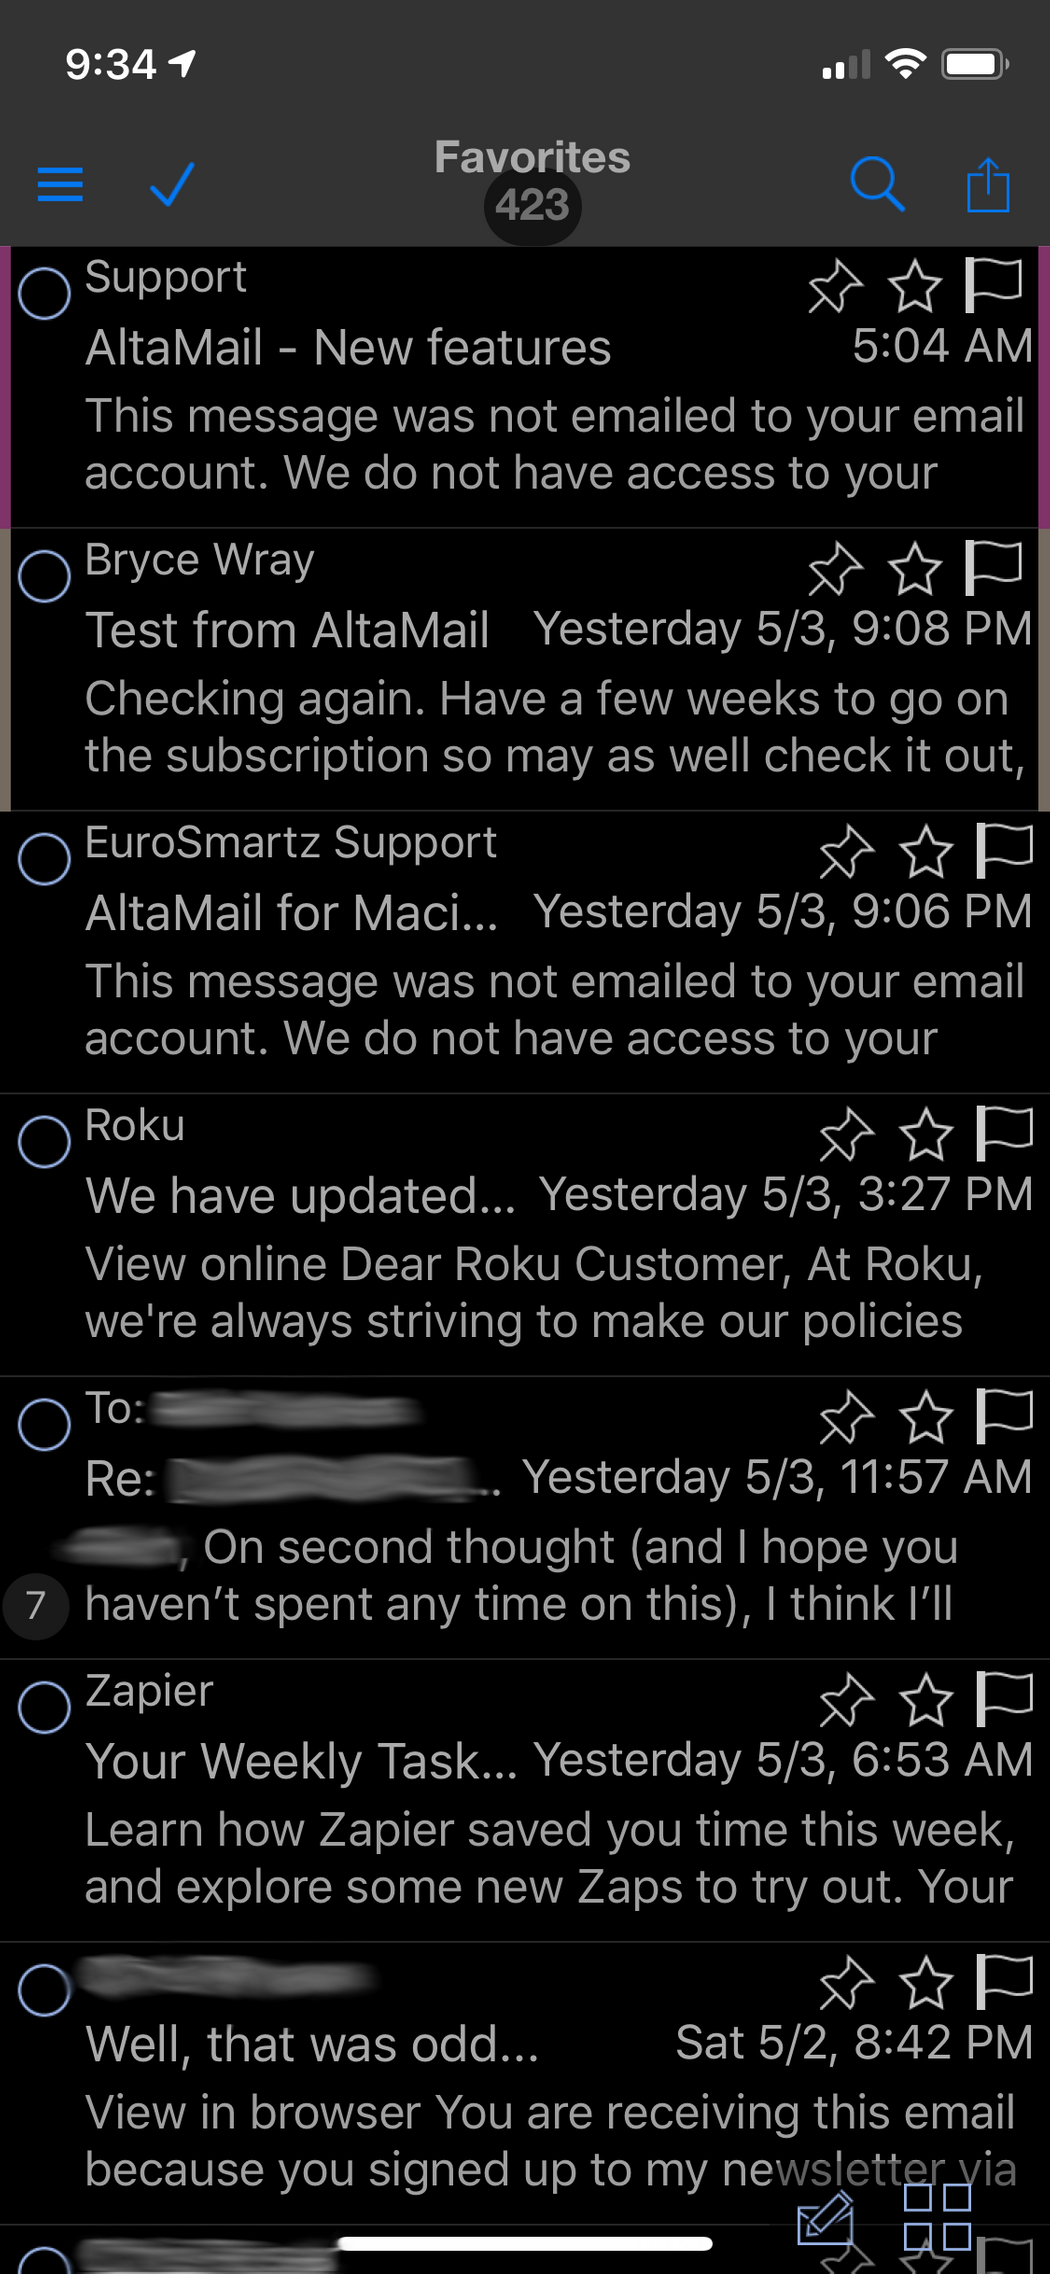 9:34
Favorites
423
Support
AltaMail - New features 5:04 AM
This message was not emailed to your email
account. We do not have access to your
Bryce Wray
Test from AltaMail Yesterday 5/3, 9:08 PM
Checking again. Have a few weeks to go on
the subscription so may as well check it out,
EuroSmartz Support
AltaMail for Maci... Yesterday 5/3, 9:06 PM
This message was not emailed to your email
account. We do not have access to your
Roku
We have updated... Yesterday 5/3, 3:27 PM
View online Dear Roku Customer, At Roku,
we're always striving to make our policies
To:
Re: .. Yesterday 5/3, 11:57 AM
, On second thought (and I hope you
7 haven’t spent any time on this), I think I’ll
Zapier
Your Weekly Task... Yesterday 5/3, 6:53 AM
Learn how Zapier saved you time this week,
and explore some new Zaps to try out. Your
Well, that was odd... Sat 5/2, 8:42 PM
View in browser You are receiving this email
because you signed up to my newsletter via